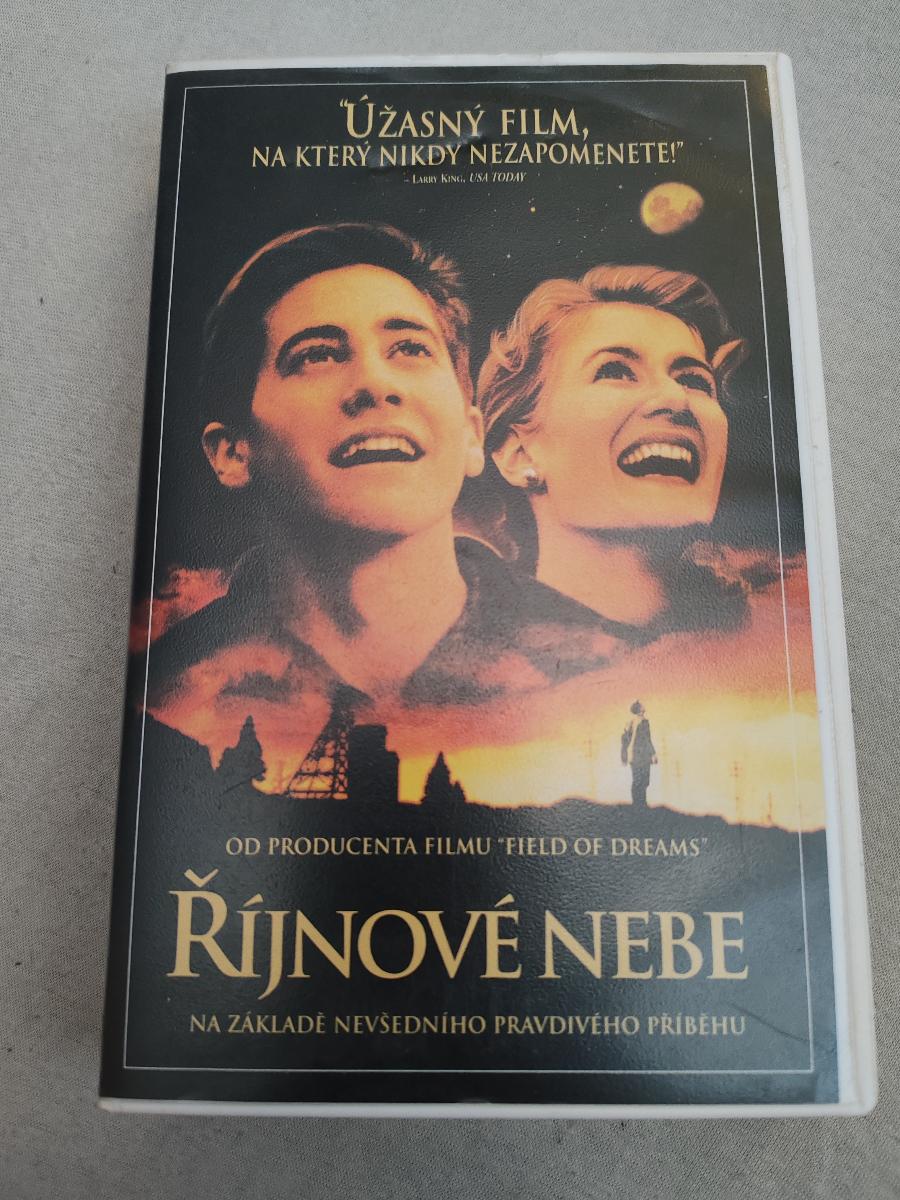 “ÚŽASNÝ FILM,
NA KTERÝ NIKDY NEZAPOMENETE!”
– LARRY KING, USA TODAY
OD PRODUCENTA FILMU “FIELD OF DREAMS”
ŘÍJNOVÉ NEBE
NA ZÁKLADĚ NEVŠEDNÍHO PRAVDIVÉHO PŘÍBĚHU